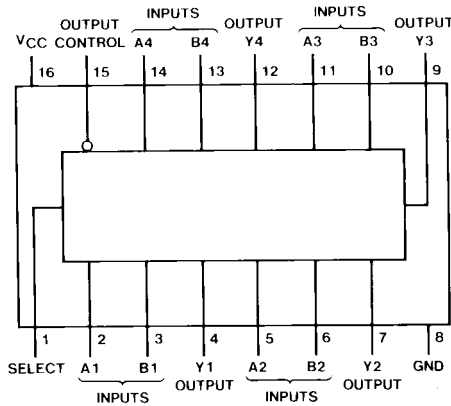 INPUTS INPUTS
OUTPUT OUTPUT OUTPUT
VCC CONTROL A4 B4 Y4 A3 B3 Y3
16 15 14 13 12 11 10 9
1 2 3 4 5 6 7 8
SELECT A1 B1 Y1 A2 B2 Y2 GND
OUTPUT OUTPUT
INPUTS INPUTS